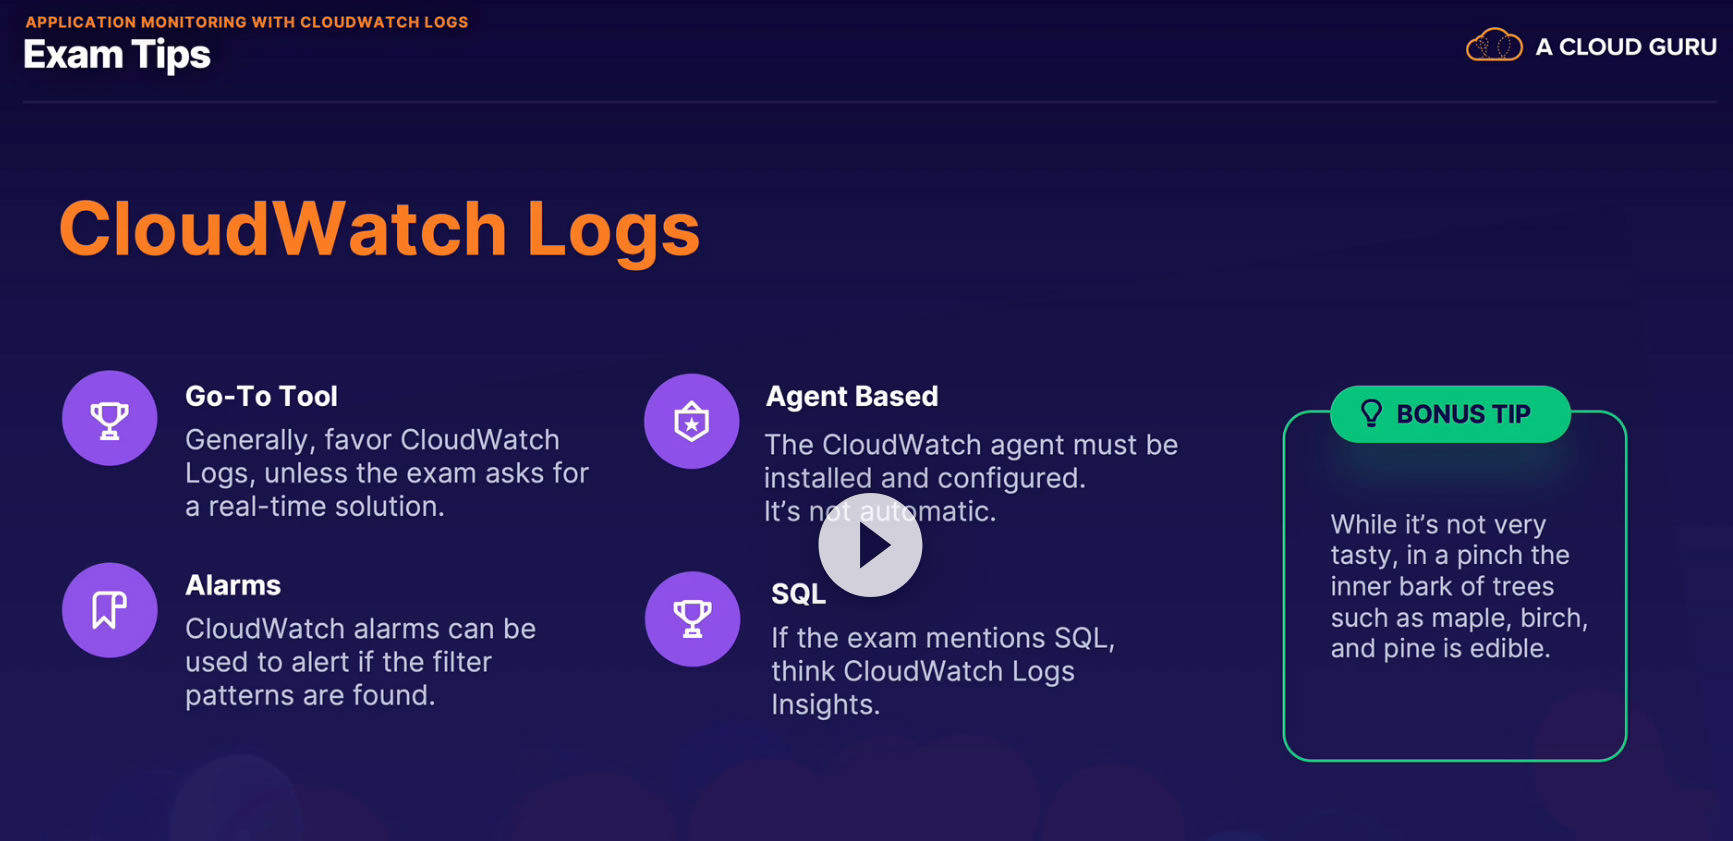 APPLICATION MONITORING WITH CLOUDWATCH LOGS
Exam Tips
A CLOUD GURU
CloudWatch Logs
Go-To Tool
Generally, favor CloudWatch
Logs, unless the exam asks for
a real-time solution.
Agent Based
The CloudWatch agent must be
installed and configured.
It's not automatic.
Alarms
CloudWatch alarms can be
used to alert if the filter
patterns are found.
SQL
If the exam mentions SQL,
think CloudWatch Logs
Insights.
BONUS TIP
While it's not very
tasty, in a pinch the
inner bark of trees
such as maple, birch,
and pine is edible.